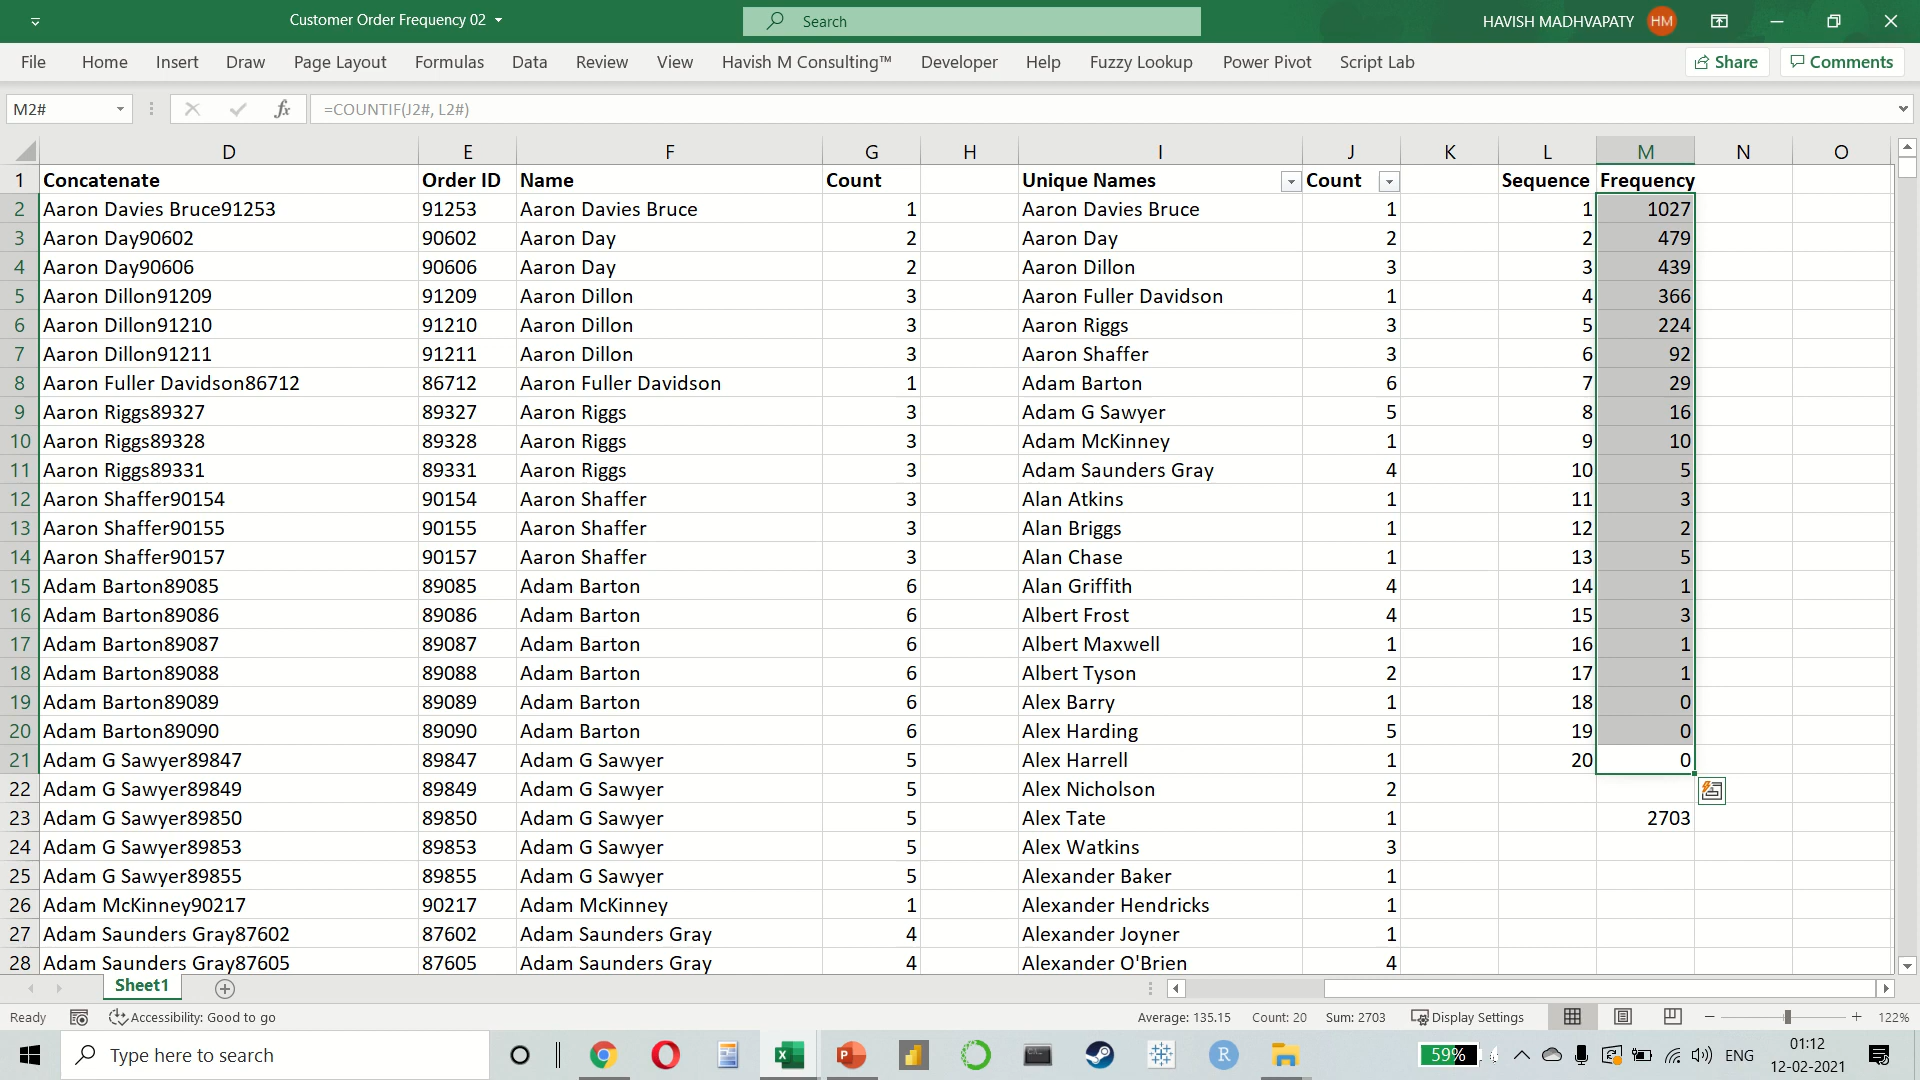 Customer Order Frequency 02
Search
HAVISH MADHVAPATY HM
File Home Insert Draw Page Layout Formulas Data Review View Havish M Consulting™ Developer Help Fuzzy Lookup Power Pivot Script Lab Share Comments
M2# fx =COUNTIF(J2#, L2#)
D E F G H I J K L M N O
1 Concatenate Order ID Name Count Unique Names Count Sequence Frequency
2 Aaron Davies Bruce91253 91253 Aaron Davies Bruce 1 Aaron Davies Bruce 1 1 1027
3 Aaron Day90602 90602 Aaron Day 2 Aaron Day 2 2 479
4 Aaron Day90606 90606 Aaron Day 2 Aaron Dillon 3 3 439
5 Aaron Dillon91209 91209 Aaron Dillon 3 Aaron Fuller Davidson 1 4 366
6 Aaron Dillon91210 91210 Aaron Dillon 3 Aaron Riggs 3 5 224
7 Aaron Dillon91211 91211 Aaron Dillon 3 Aaron Shaffer 3 6 92
8 Aaron Fuller Davidson86712 86712 Aaron Fuller Davidson 1 Adam Barton 6 7 29
9 Aaron Riggs89327 89327 Aaron Riggs 3 Adam G Sawyer 5 8 16
10 Aaron Riggs89328 89328 Aaron Riggs 3 Adam McKinney 1 9 10
11 Aaron Riggs89331 89331 Aaron Riggs 3 Adam Saunders Gray 4 10 5
12 Aaron Shaffer90154 90154 Aaron Shaffer 3 Alan Atkins 1 11 3
13 Aaron Shaffer90155 90155 Aaron Shaffer 3 Alan Briggs 1 12 2
14 Aaron Shaffer90157 90157 Aaron Shaffer 3 Alan Chase 1 13 5
15 Adam Barton89085 89085 Adam Barton 6 Alan Griffith 4 14 1
16 Adam Barton89086 89086 Adam Barton 6 Albert Frost 4 15 3
17 Adam Barton89087 89087 Adam Barton 6 Albert Maxwell 1 16 1
18 Adam Barton89088 89088 Adam Barton 6 Albert Tyson 2 17 1
19 Adam Barton89089 89089 Adam Barton 6 Alex Barry 1 18 0
20 Adam Barton89090 89090 Adam Barton 6 Alex Harding 5 19 0
21 Adam G Sawyer89847 89847 Adam G Sawyer 5 Alex Harrell 1 20 0
22 Adam G Sawyer89849 89849 Adam G Sawyer 5 Alex Nicholson 2
23 Adam G Sawyer89850 89850 Adam G Sawyer 5 Alex Tate 1 2703
24 Adam G Sawyer89853 89853 Adam G Sawyer 5 Alex Watkins 3
25 Adam G Sawyer89855 89855 Adam G Sawyer 5 Alexander Baker 1
26 Adam McKinney90217 90217 Adam McKinney 1 Alexander Hendricks 1
27 Adam Saunders Gray87602 87602 Adam Saunders Gray 4 Alexander Joyner 1
28 Adam Saunders Gray87605 87605 Adam Saunders Gray 4 Alexander O'Brien 4
Sheet1
Ready Accessibility: Good to go Average: 135.15 Count: 20 Sum: 2703 Display Settings 122%
Type here to search 59% ENG 01:12
12-02-2021